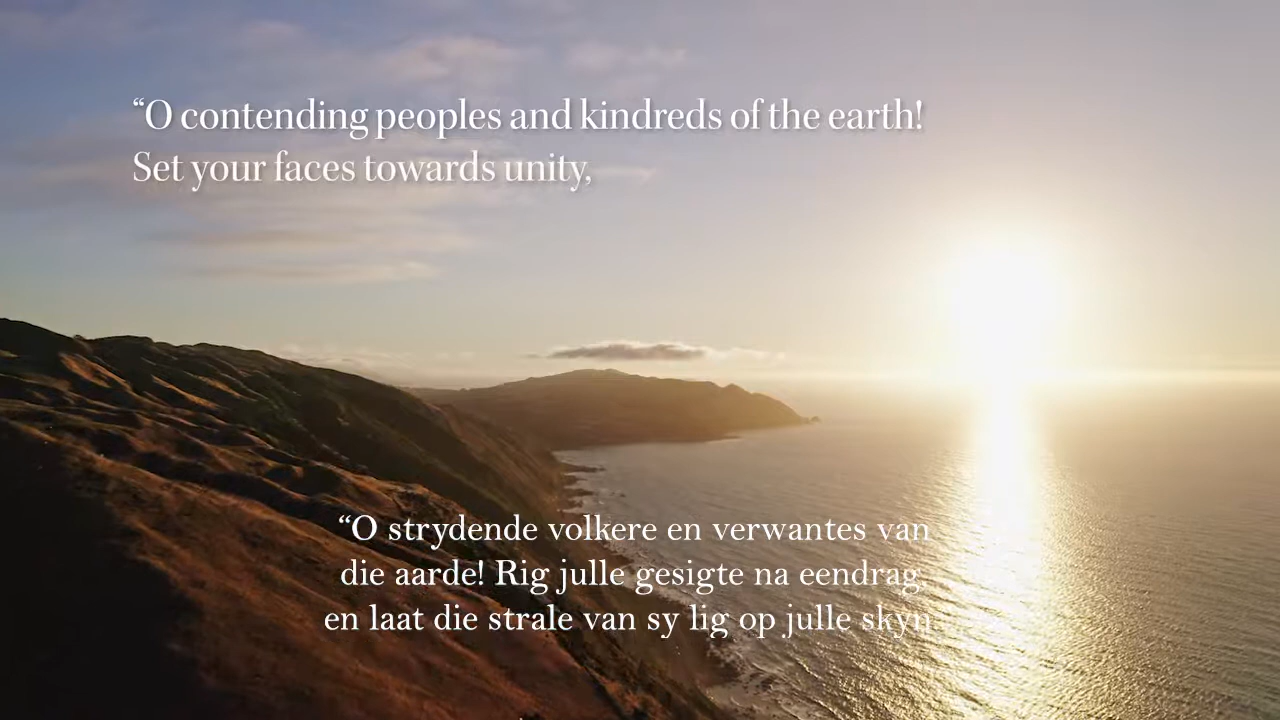 “O contending peoples and kindreds of the earth!
Set your faces towards unity,
“O strydende volkere en verwantes van
die aarde! Rig julle gesigte na eendrag,
en laat die strale van sy lig op julle skyn.